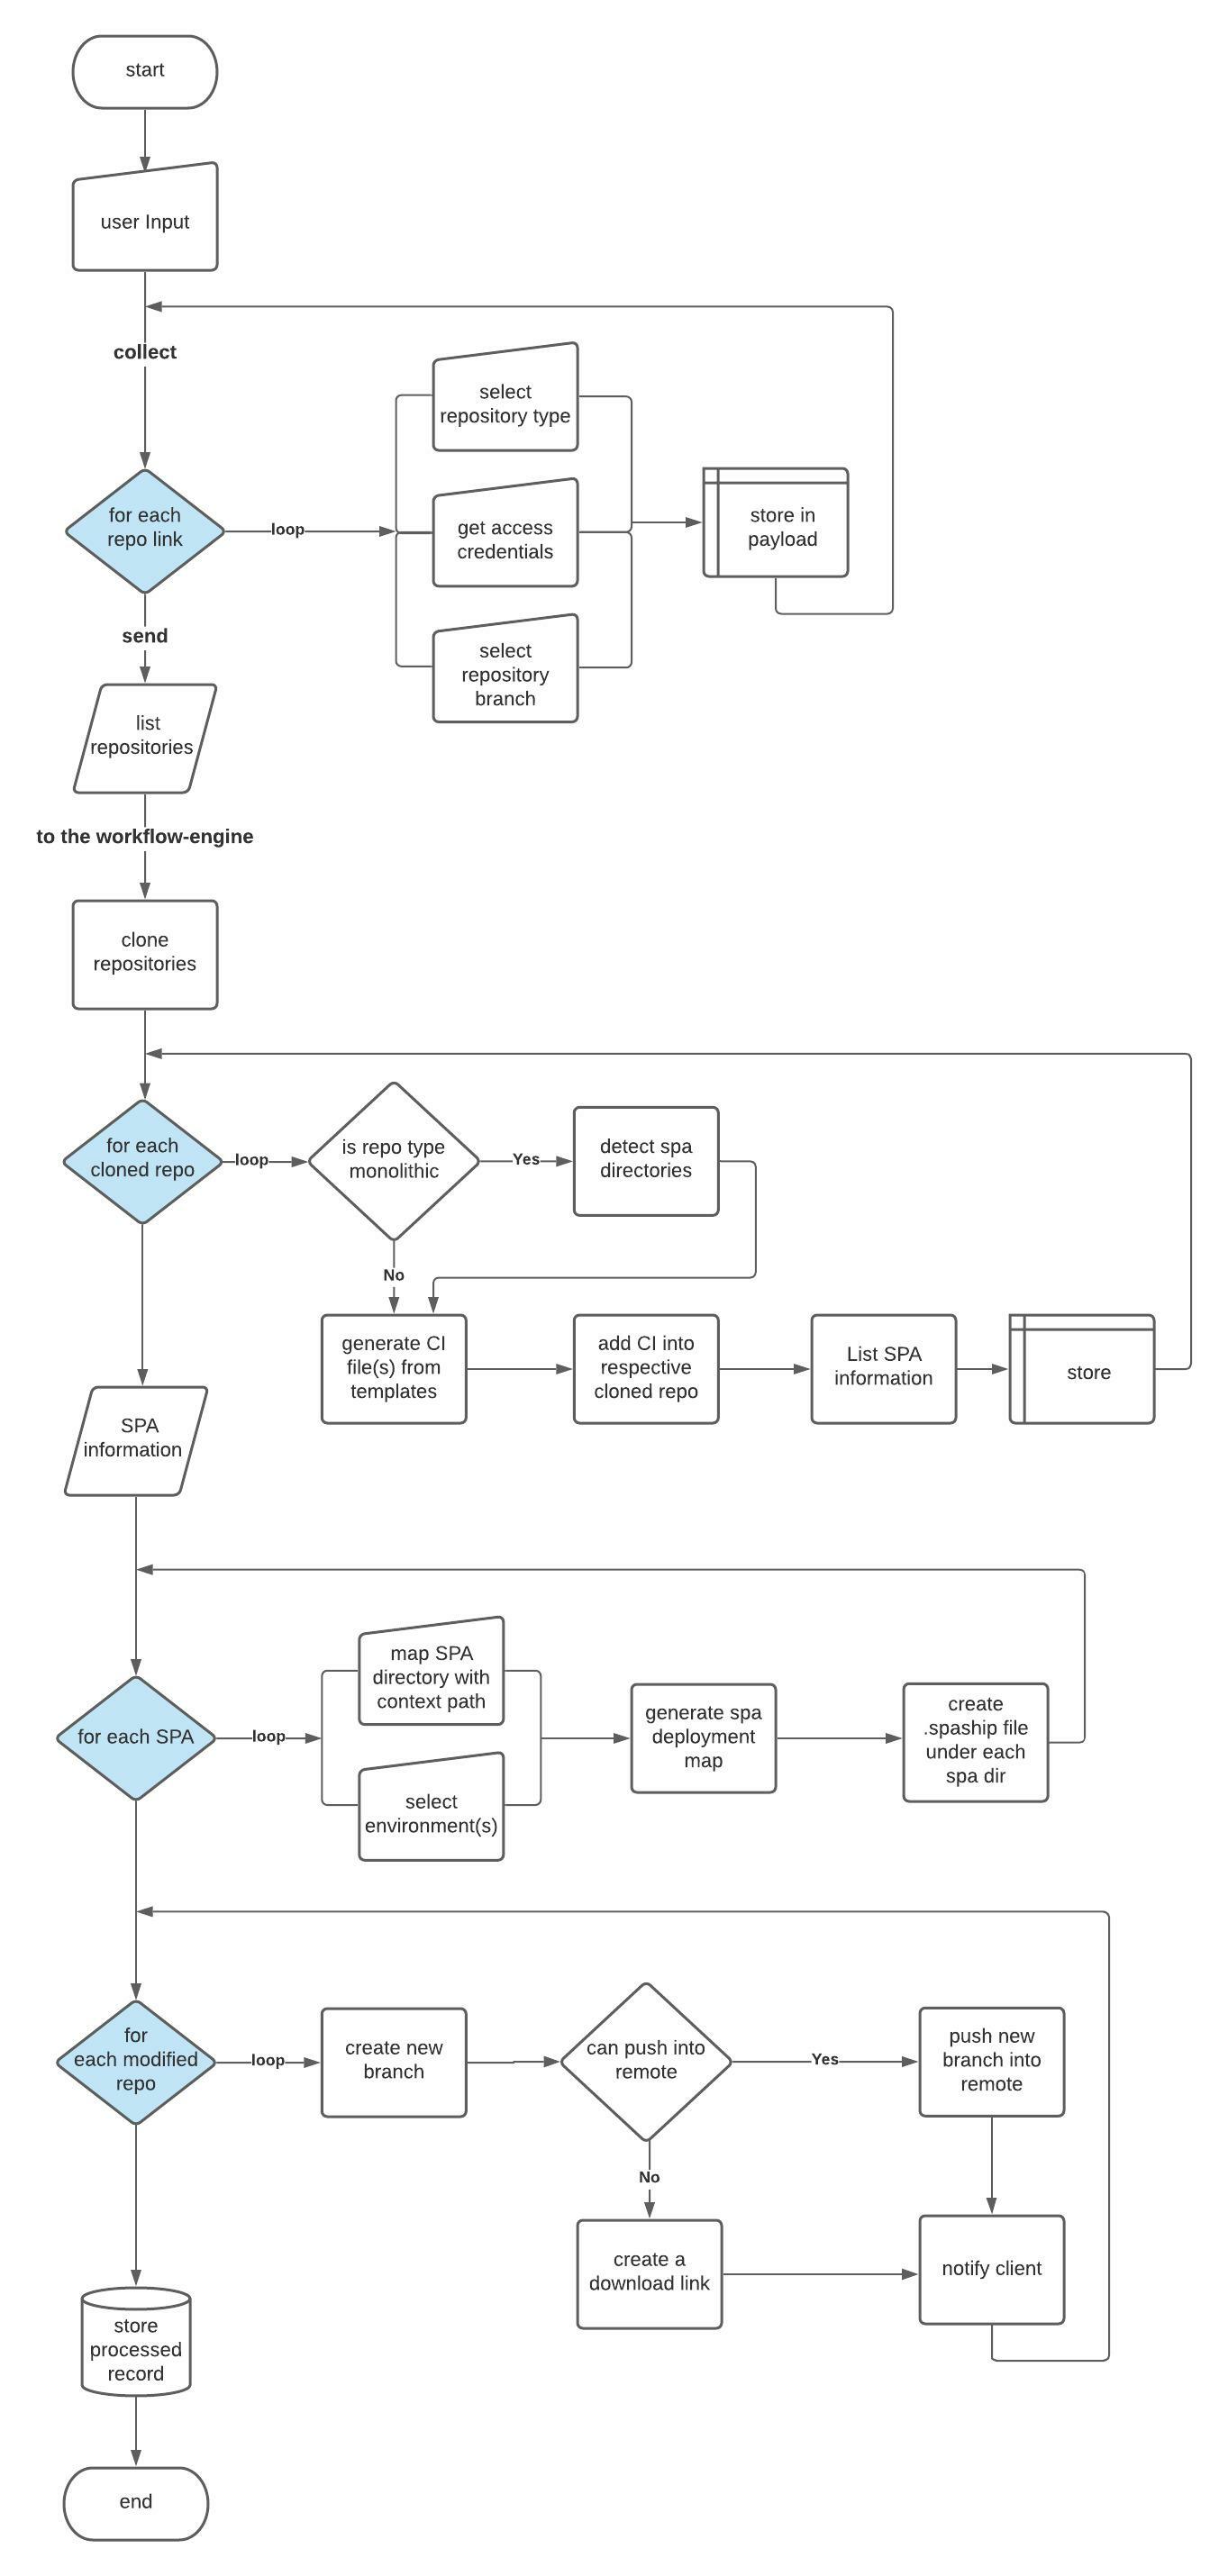 start
user Input
collect
select
repository type
for each
repo link
loop
get access
credentials
store in
payload
send
select
repository
branch
list
repositories
to the workflow-engine
clone
repositories
for each
cloned repo
loop
is repo type
monolithic
Yes
detect spa
directories
No
generate CI
file(s) from
templates
add CI into
respective
cloned repo
List SPA
information
store
SPA
information
map SPA
directory with
context path
for each SPA
loop
select
environment(s)
generate spa
deployment
map
create
.spaship file
under each
spa dir
for
each modified
repo
loop
create new
branch
can push into
remote
Yes
push new
branch into
remote
No
create a
download link
notify client
store
processed
record
end